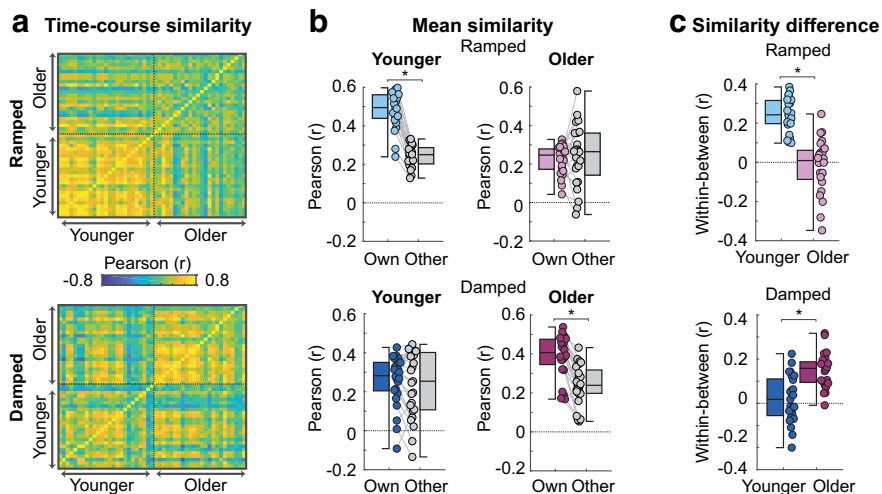 a Time-course similarity
Ramped
Older
Younger
Younger Older
Pearson (r)
-0.8 0.8
Damped
Older
Younger
Younger Older
b Mean similarity
Ramped
Younger
*
Pearson (r)
0.6
0.4
0.2
0
-0.2
Own Other
Older
Pearson (r)
0.6
0.4
0.2
0
-0.2
Own Other
Damped
Younger
Pearson (r)
0.6
0.4
0.2
0
-0.2
Own Other
Older
*
Pearson (r)
0.6
0.4
0.2
0
-0.2
Own Other
c Similarity difference
Ramped
*
Within-between (r)
0.4
0.2
0
-0.2
0.4
Younger Older
Damped
*
Within-between (r)
0.4
0.2
0
-0.2
0.4
Younger Older